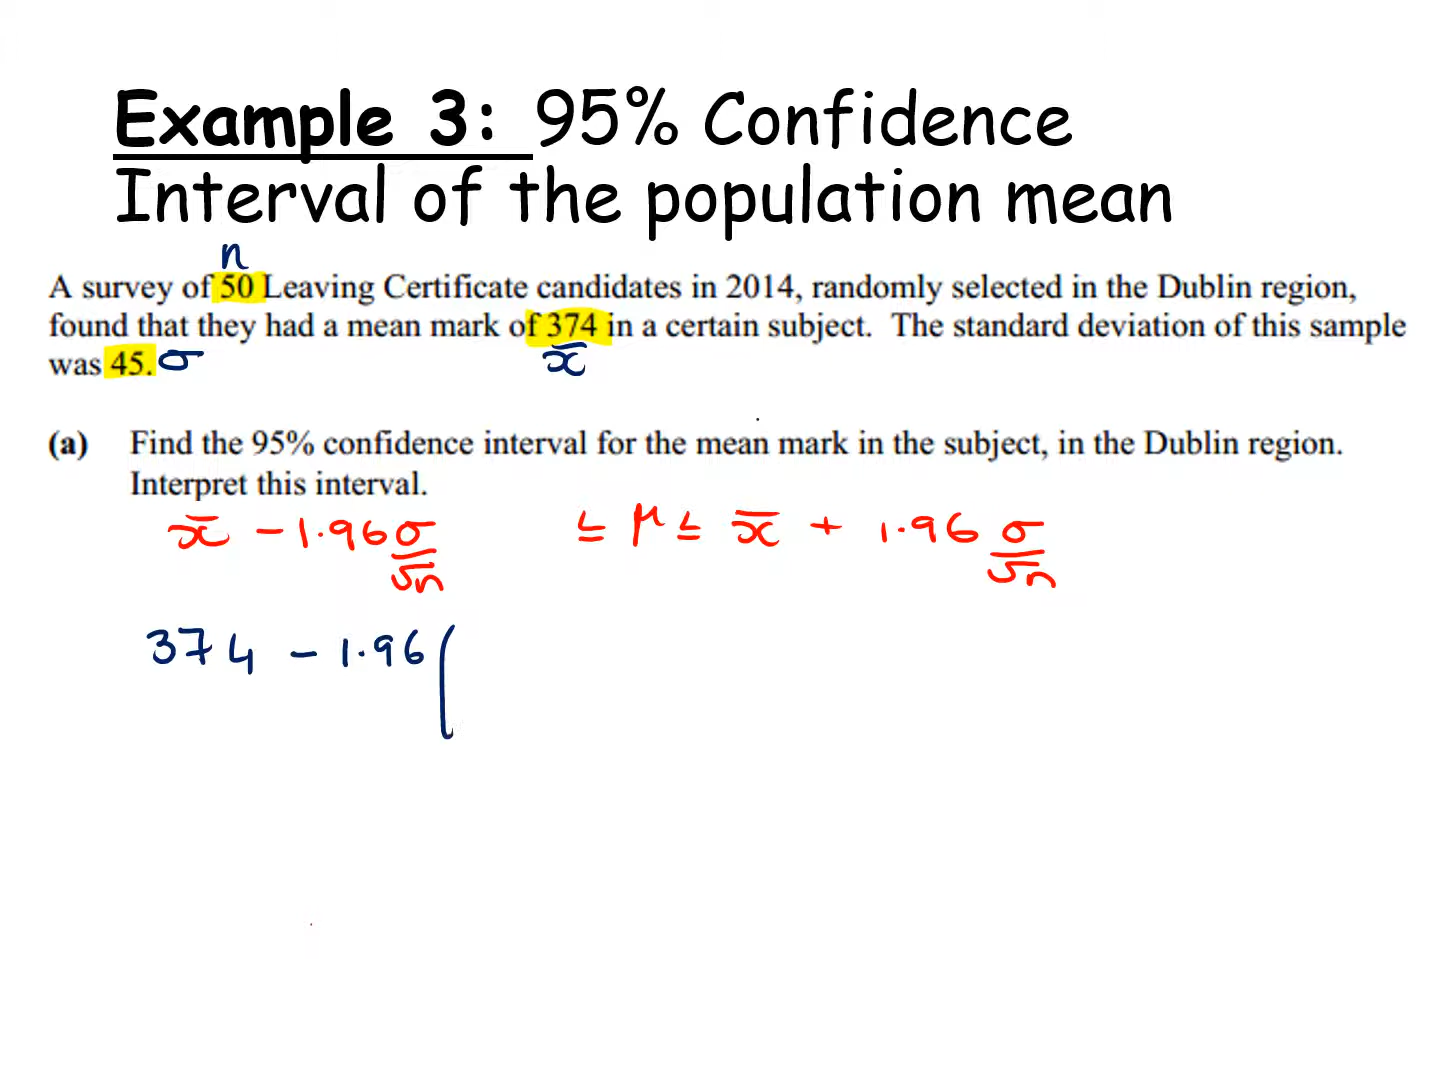 Example 3: 95% Confidence
Interval of the population mean
n
A survey of 50 Leaving Certificate candidates in 2014, randomly selected in the Dublin region,
found that they had a mean mark of 374 in a certain subject. The standard deviation of this sample
was 45. σ x̄
(a) Find the 95% confidence interval for the mean mark in the subject, in the Dublin region.
Interpret this interval.
x̄ - 1.96 σ/√n ≤ μ ≤ x̄ + 1.96 σ/√n
374 - 1.96 (